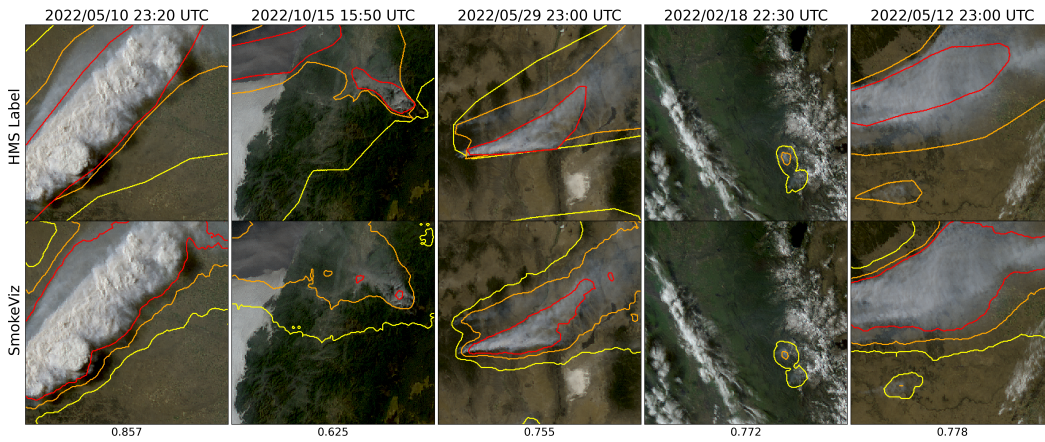 2022/05/10 23:20 UTC
2022/10/15 15:50 UTC
2022/05/29 23:00 UTC
2022/02/18 22:30 UTC
2022/05/12 23:00 UTC
HMS Label
SmokeViz
0.857
0.625
0.755
0.772
0.778